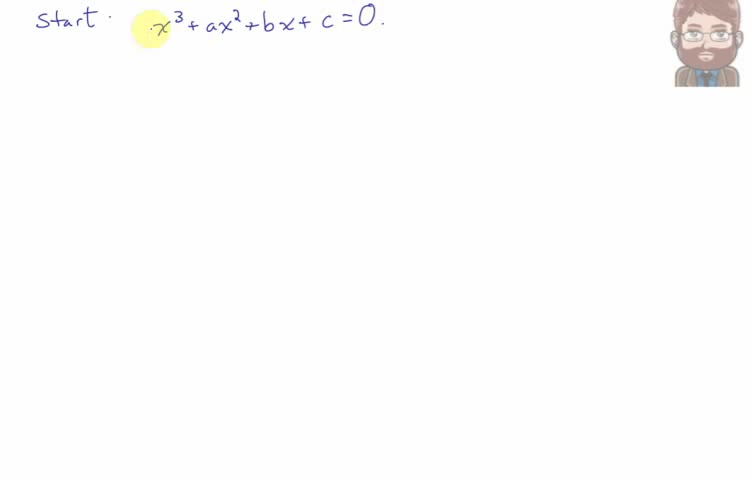 Start. x³ + ax² + bx + c = 0.